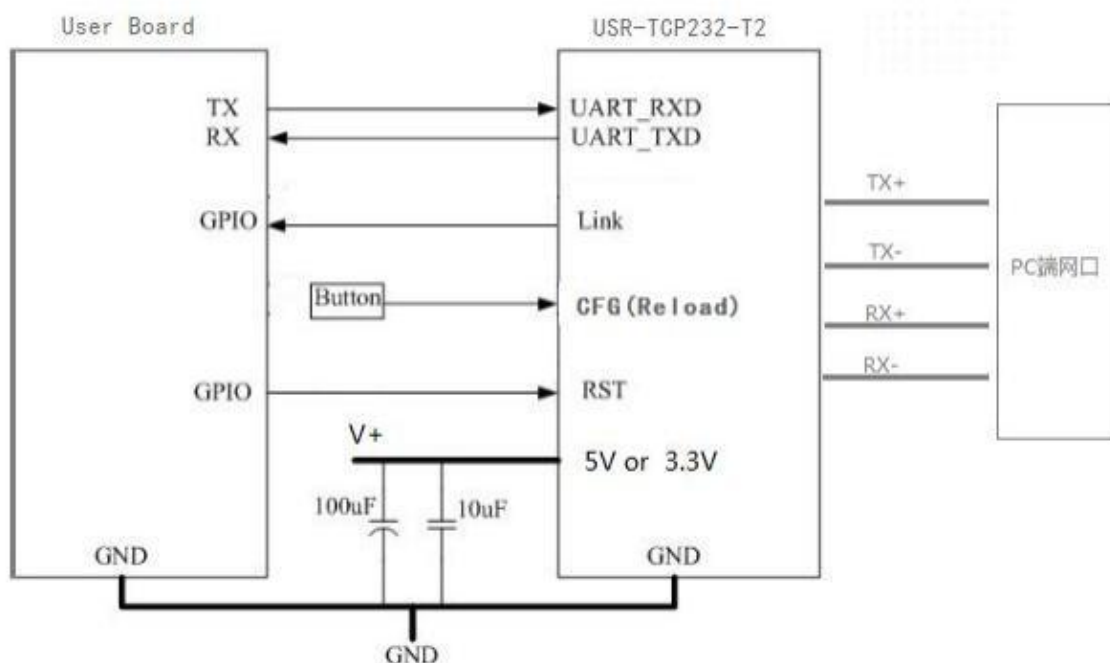 User Board
USR-TCP232-T2
TX
UART_RXD
RX
UART_TXD
TX+
GPIO
Link
TX-
PC端网口
Button
CFG(Reload)
RX+
RX-
GPIO
RST
V+
5V or 3.3V
100uF
10uF
GND
GND
GND